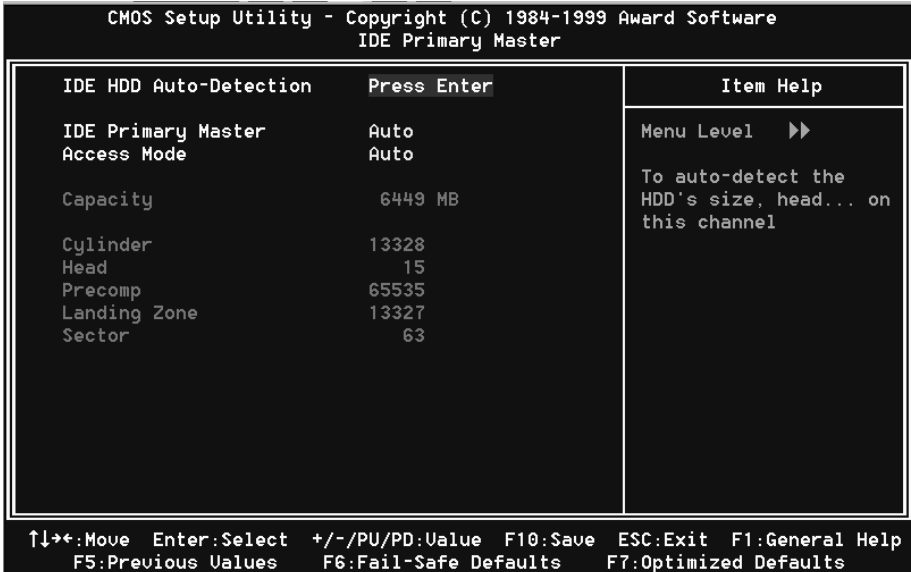 CMOS Setup Utility - Copyright (C) 1984-1999 Award Software
IDE Primary Master
IDE HDD Auto-Detection Press Enter
IDE Primary Master Auto
Access Mode Auto
Capacity 6449 MB
Cylinder 13328
Head 15
Precomp 65535
Landing Zone 13327
Sector 63
Item Help
Menu Level ▶▶
To auto-detect the
HDD's size, head... on
this channel
↑↓→←:Move Enter:Select +/-/PU/PD:Value F10:Save ESC:Exit F1:General Help
F5:Previous Values F6:Fail-Safe Defaults F7:Optimized Defaults